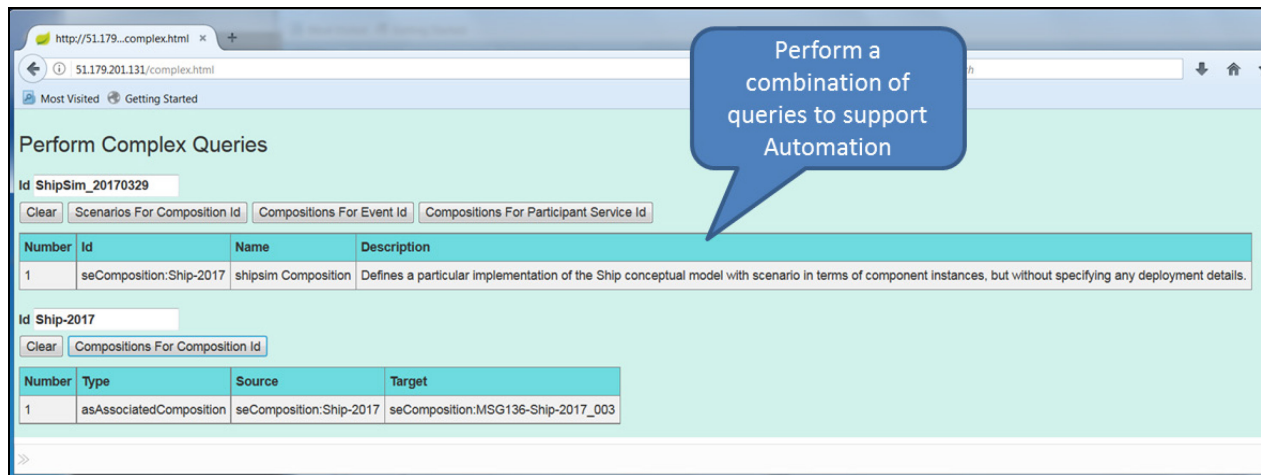 http://51.179...complex.html × +
51.179.201.131/complex.html
Most Visited Getting Started
Perform a
combination of
queries to support
Automation
Perform Complex Queries
Id ShipSim_20170329
Clear Scenarios For Composition Id Compositions For Event Id Compositions For Participant Service Id
Number Id Name Description
1 seComposition:Ship-2017 shipsim Composition Defines a particular implementation of the Ship conceptual model with scenario in terms of component instances, but without specifying any deployment details.
Id Ship-2017
Clear Compositions For Composition Id
Number Type Source Target
1 asAssociatedComposition seComposition:Ship-2017 seComposition:MSG136-Ship-2017_003